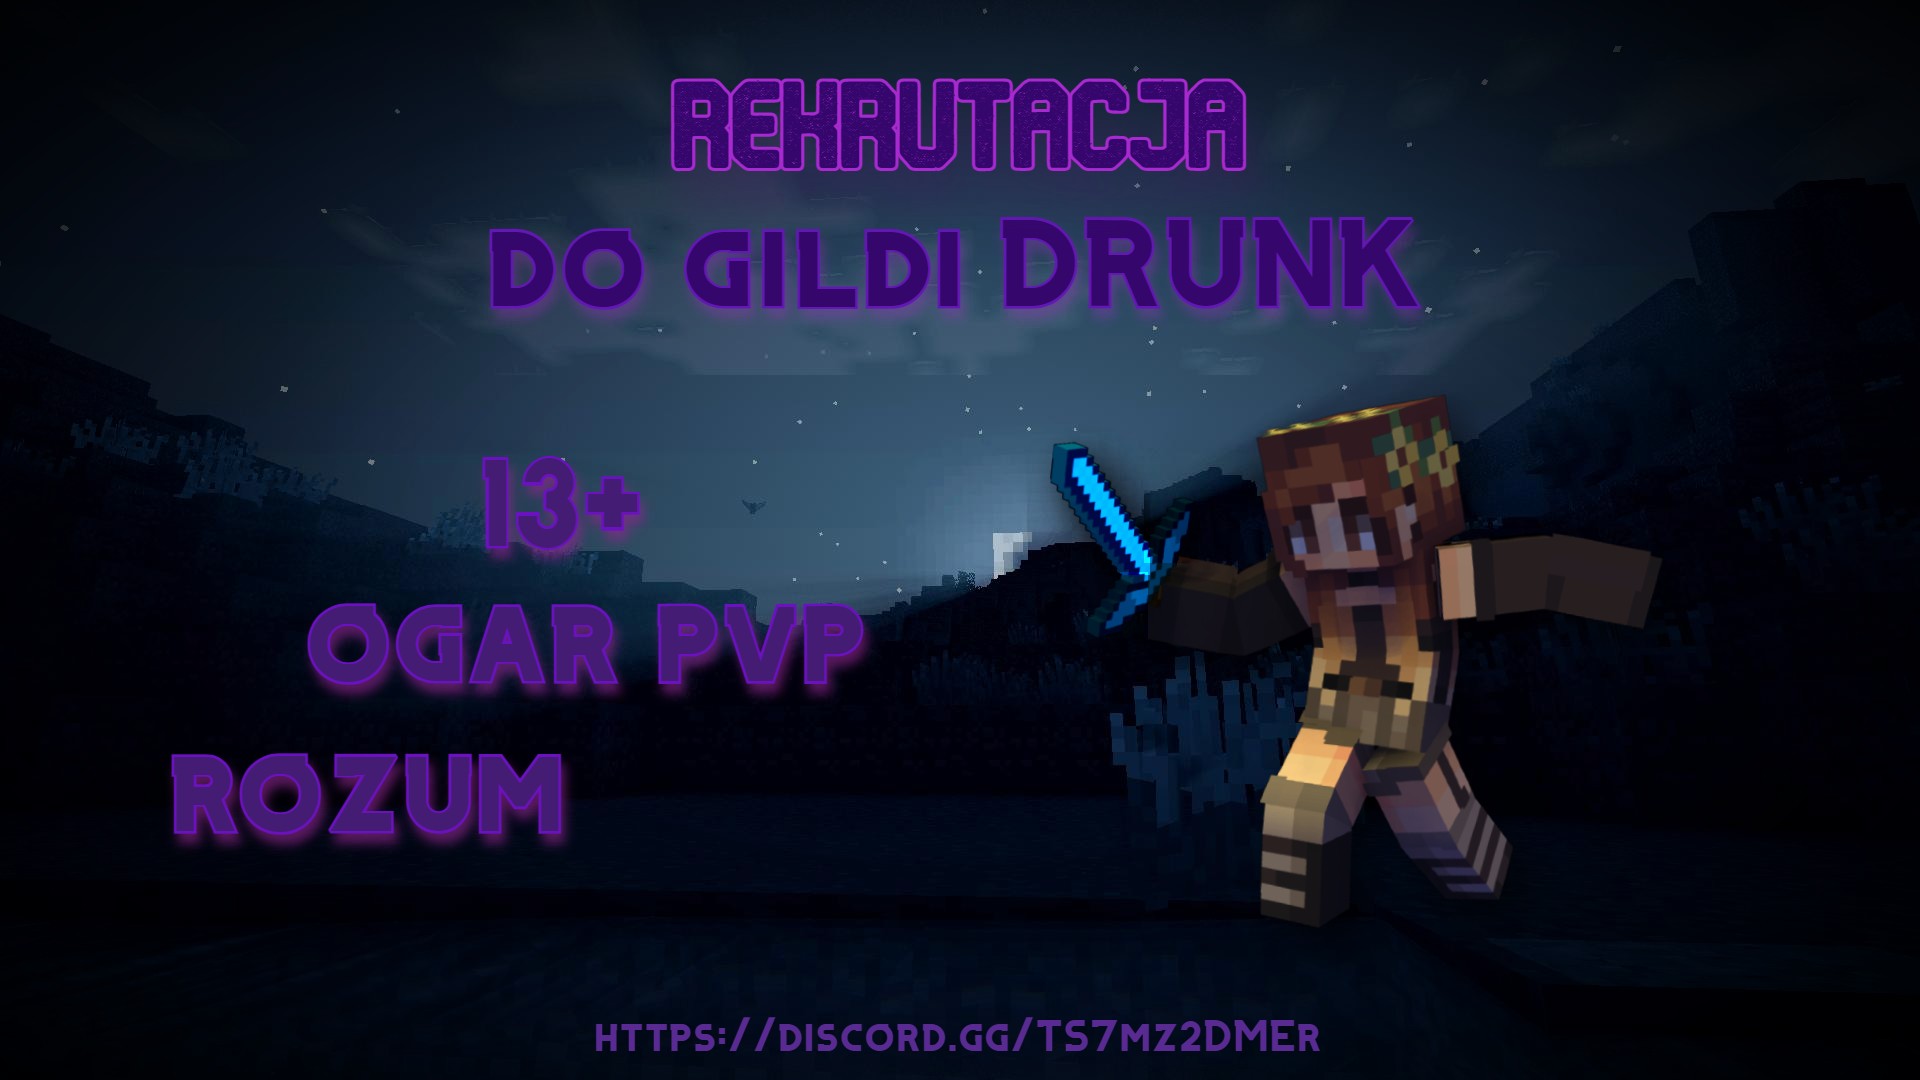 REKRUTACJA
DO GILDI DRUNK
13+
OGAR PVP
ROZUM
HTTPS://DISCORD.GG/TS7MZ2DMER